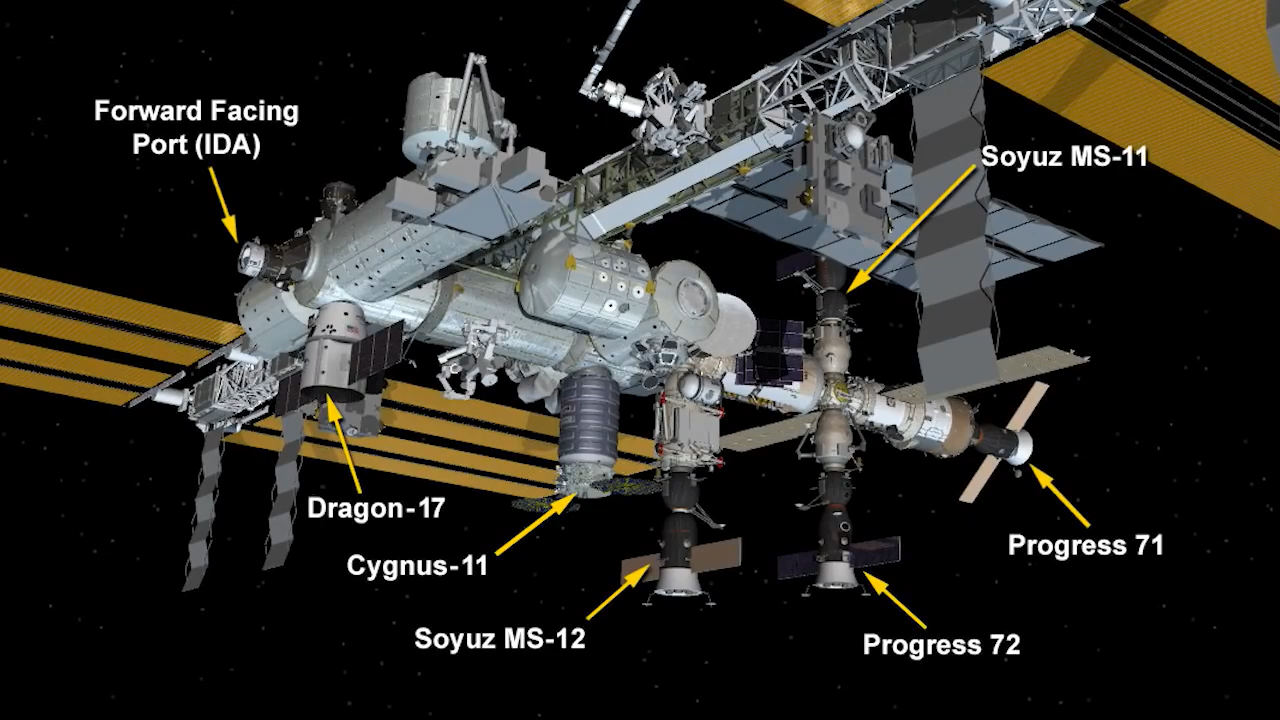 Forward Facing
Port (IDA)
Soyuz MS-11
Dragon-17
Cygnus-11
Progress 71
Soyuz MS-12
Progress 72